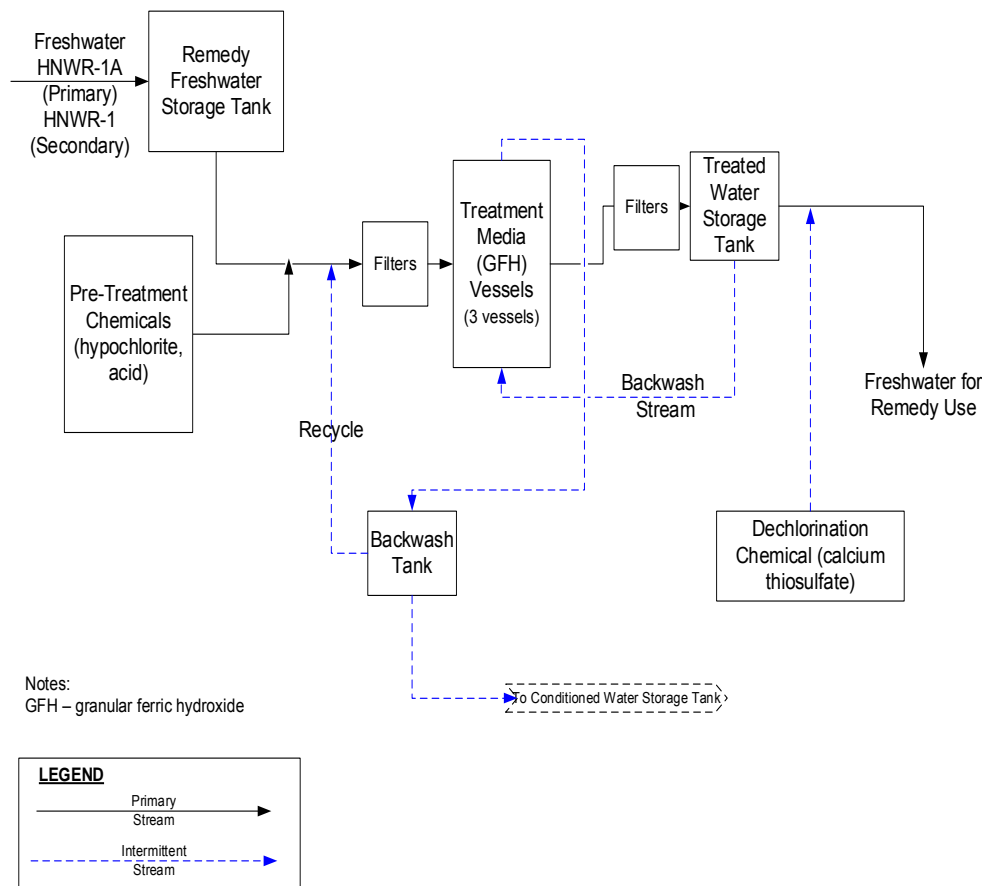 Freshwater
HNWR-1A
(Primary)
HNWR-1
(Secondary)
Remedy
Freshwater
Storage Tank
Pre-Treatment
Chemicals
(hypochlorite,
acid)
Filters
Treatment
Media
(GFH)
Vessels
(3 vessels)
Filters
Treated
Water
Storage
Tank
Backwash
Stream
Freshwater for
Remedy Use
Recycle
Backwash
Tank
Dechlorination
Chemical (calcium
thiosulfate)
To Conditioned Water Storage Tank
Notes:
GFH – granular ferric hydroxide
LEGEND
Primary
Stream
Intermittent
Stream